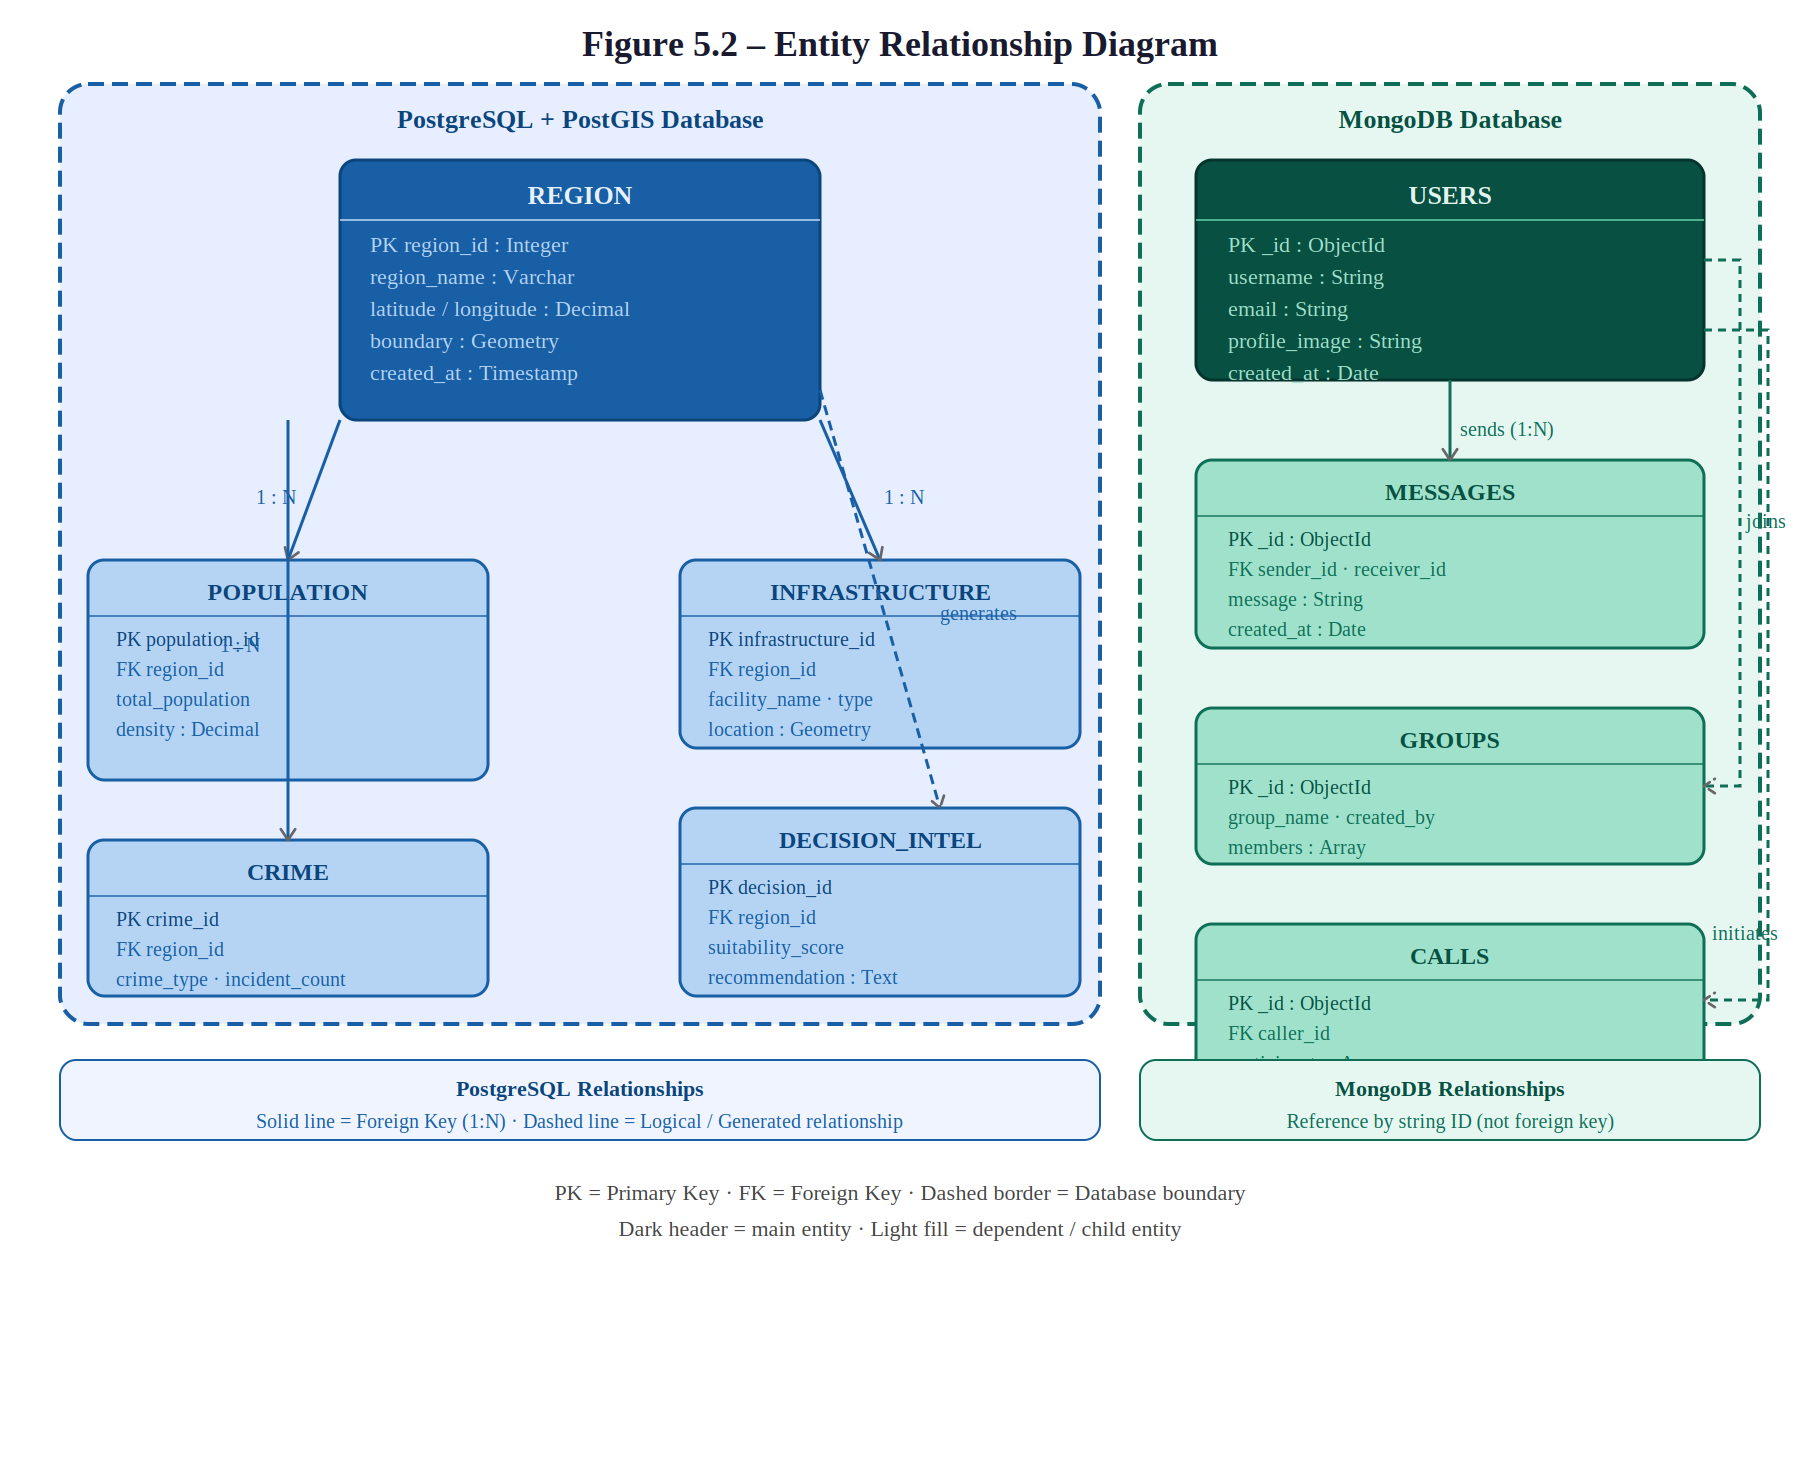 Figure 5.2 – Entity Relationship Diagram
PostgreSQL + PostGIS Database
REGION
PK region_id : Integer
region_name : Varchar
latitude / longitude : Decimal
boundary : Geometry
created_at : Timestamp
1 : N
1 : N
POPULATION
PK population_id
1 : N
FK region_id
total_population
density : Decimal
INFRASTRUCTURE
generates
PK infrastructure_id
FK region_id
facility_name · type
location : Geometry
CRIME
PK crime_id
FK region_id
crime_type · incident_count
DECISION_INTEL
PK decision_id
FK region_id
suitability_score
recommendation : Text
MongoDB Database
USERS
PK _id : ObjectId
username : String
email : String
profile_image : String
created_at : Date
sends (1:N)
MESSAGES
PK _id : ObjectId
FK sender_id · receiver_id
message : String
created_at : Date
joins
GROUPS
PK _id : ObjectId
group_name · created_by
members : Array
initiates
CALLS
PK _id : ObjectId
FK caller_id
PostgreSQL Relationships
Solid line = Foreign Key (1:N) · Dashed line = Logical / Generated relationship
MongoDB Relationships
Reference by string ID (not foreign key)
PK = Primary Key · FK = Foreign Key · Dashed border = Database boundary
Dark header = main entity · Light fill = dependent / child entity